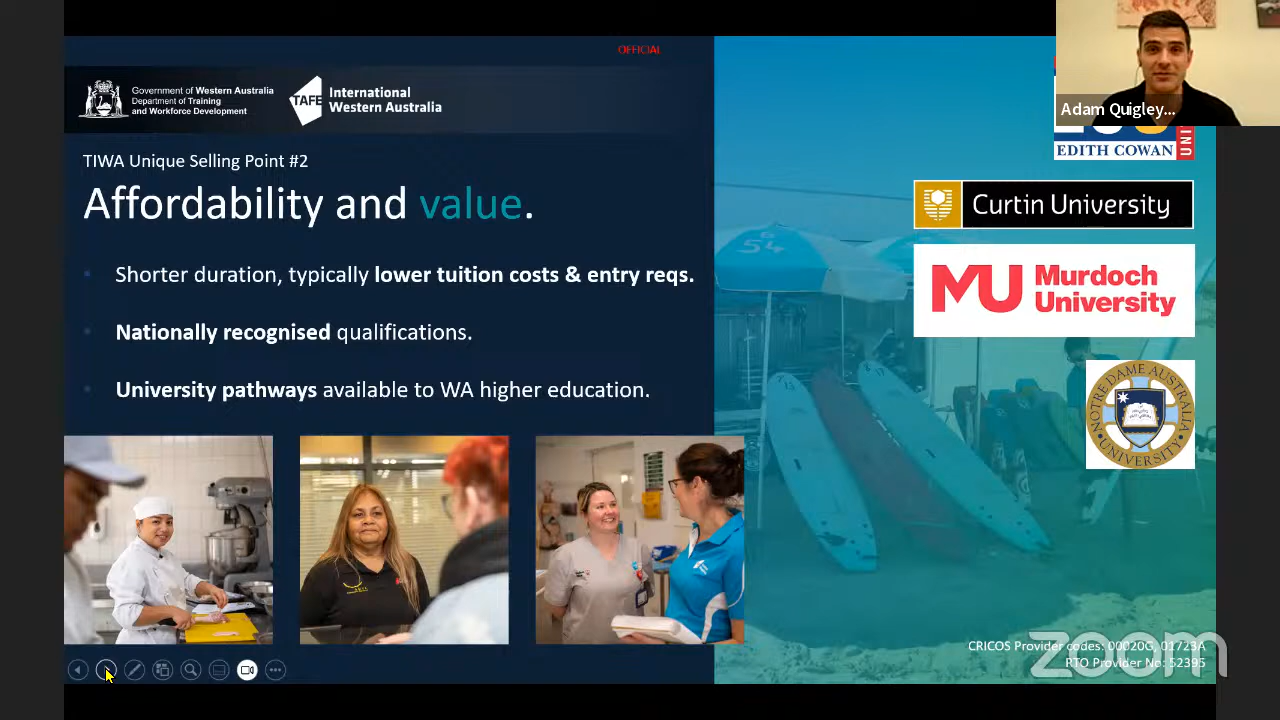 OFFICIAL
Government of Western Australia
Department of Training
and Workforce Development
TAFE
International
Western Australia
TIWA Unique Selling Point #2
Affordability and value.
Shorter duration, typically lower tuition costs & entry reqs.
Nationally recognised qualifications.
University pathways available to WA higher education.
Adam Quigley...
EDITH COWAN
UNI
Curtin University
MU Murdoch
University
NOTRE DAME AUSTRALIA
UNIVERSITY
54
CRICOS Provider codes: 00020G, 01723A
RTO Provider No: 52395
zoom